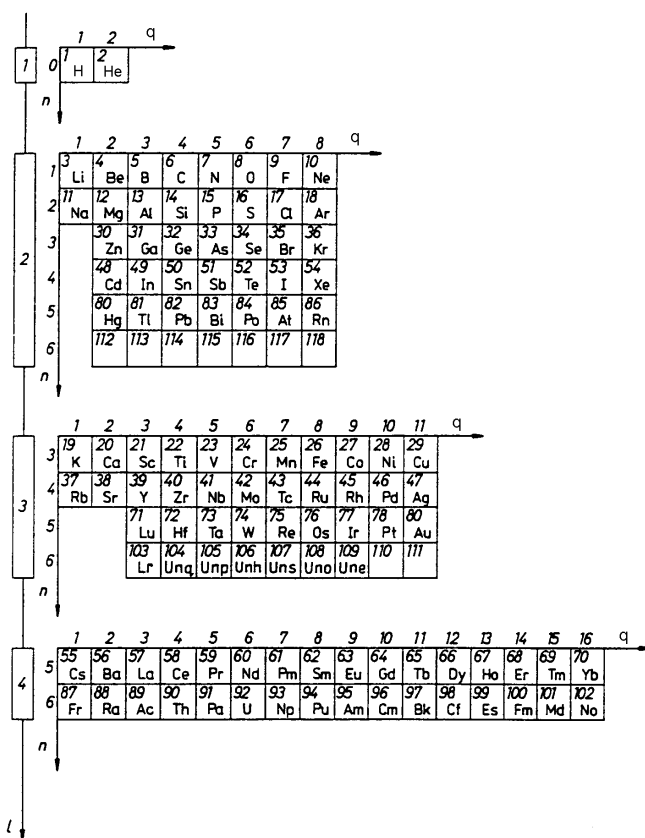 1 2 q
1 0 1 H 2 He
n
1 2 3 4 5 6 7 8 q
1 3 Li 4 Be 5 B 6 C 7 N 8 O 9 F 10 Ne
2 11 Na 12 Mg 13 Al 14 Si 15 P 16 S 17 Cl 18 Ar
3 30 Zn 31 Ga 32 Ge 33 As 34 Se 35 Br 36 Kr
2
4 48 Cd 49 In 50 Sn 51 Sb 52 Te 53 I 54 Xe
5 80 Hg 81 Tl 82 Pb 83 Bi 84 Po 85 At 86 Rn
6 112 113 114 115 116 117 118
n
1 2 3 4 5 6 7 8 9 10 11 q
3 19 K 20 Ca 21 Sc 22 Ti 23 V 24 Cr 25 Mn 26 Fe 27 Co 28 Ni 29 Cu
4 37 Rb 38 Sr 39 Y 40 Zr 41 Nb 42 Mo 43 Tc 44 Ru 45 Rh 46 Pd 47 Ag
3
5 71 Lu 72 Hf 73 Ta 74 W 75 Re 76 Os 77 Ir 78 Pt 80 Au
6 103 Lr 104 Unq 105 Unp 106 Unh 107 Uns 108 Uno 109 Une 110 111
n
1 2 3 4 5 6 7 8 9 10 11 12 13 14 15 16 q
5 55 Cs 56 Ba 57 La 58 Ce 59 Pr 60 Nd 61 Pm 62 Sm 63 Eu 64 Gd 65 Tb 66 Dy 67 Ho 68 Er 69 Tm 70 Yb
4
6 87 Fr 88 Ra 89 Ac 90 Th 91 Pa 92 U 93 Np 94 Pu 95 Am 96 Cm 97 Bk 98 Cf 99 Es 100 Fm 101 Md 102 No
n
l